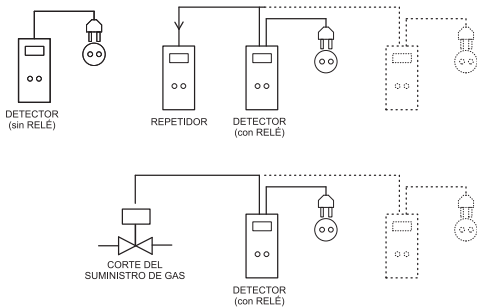 DETECTOR
(sin RELÉ)
REPETIDOR
DETECTOR
(con RELÉ)
CORTE DEL
SUMINISTRO DE GAS
DETECTOR
(con RELÉ)